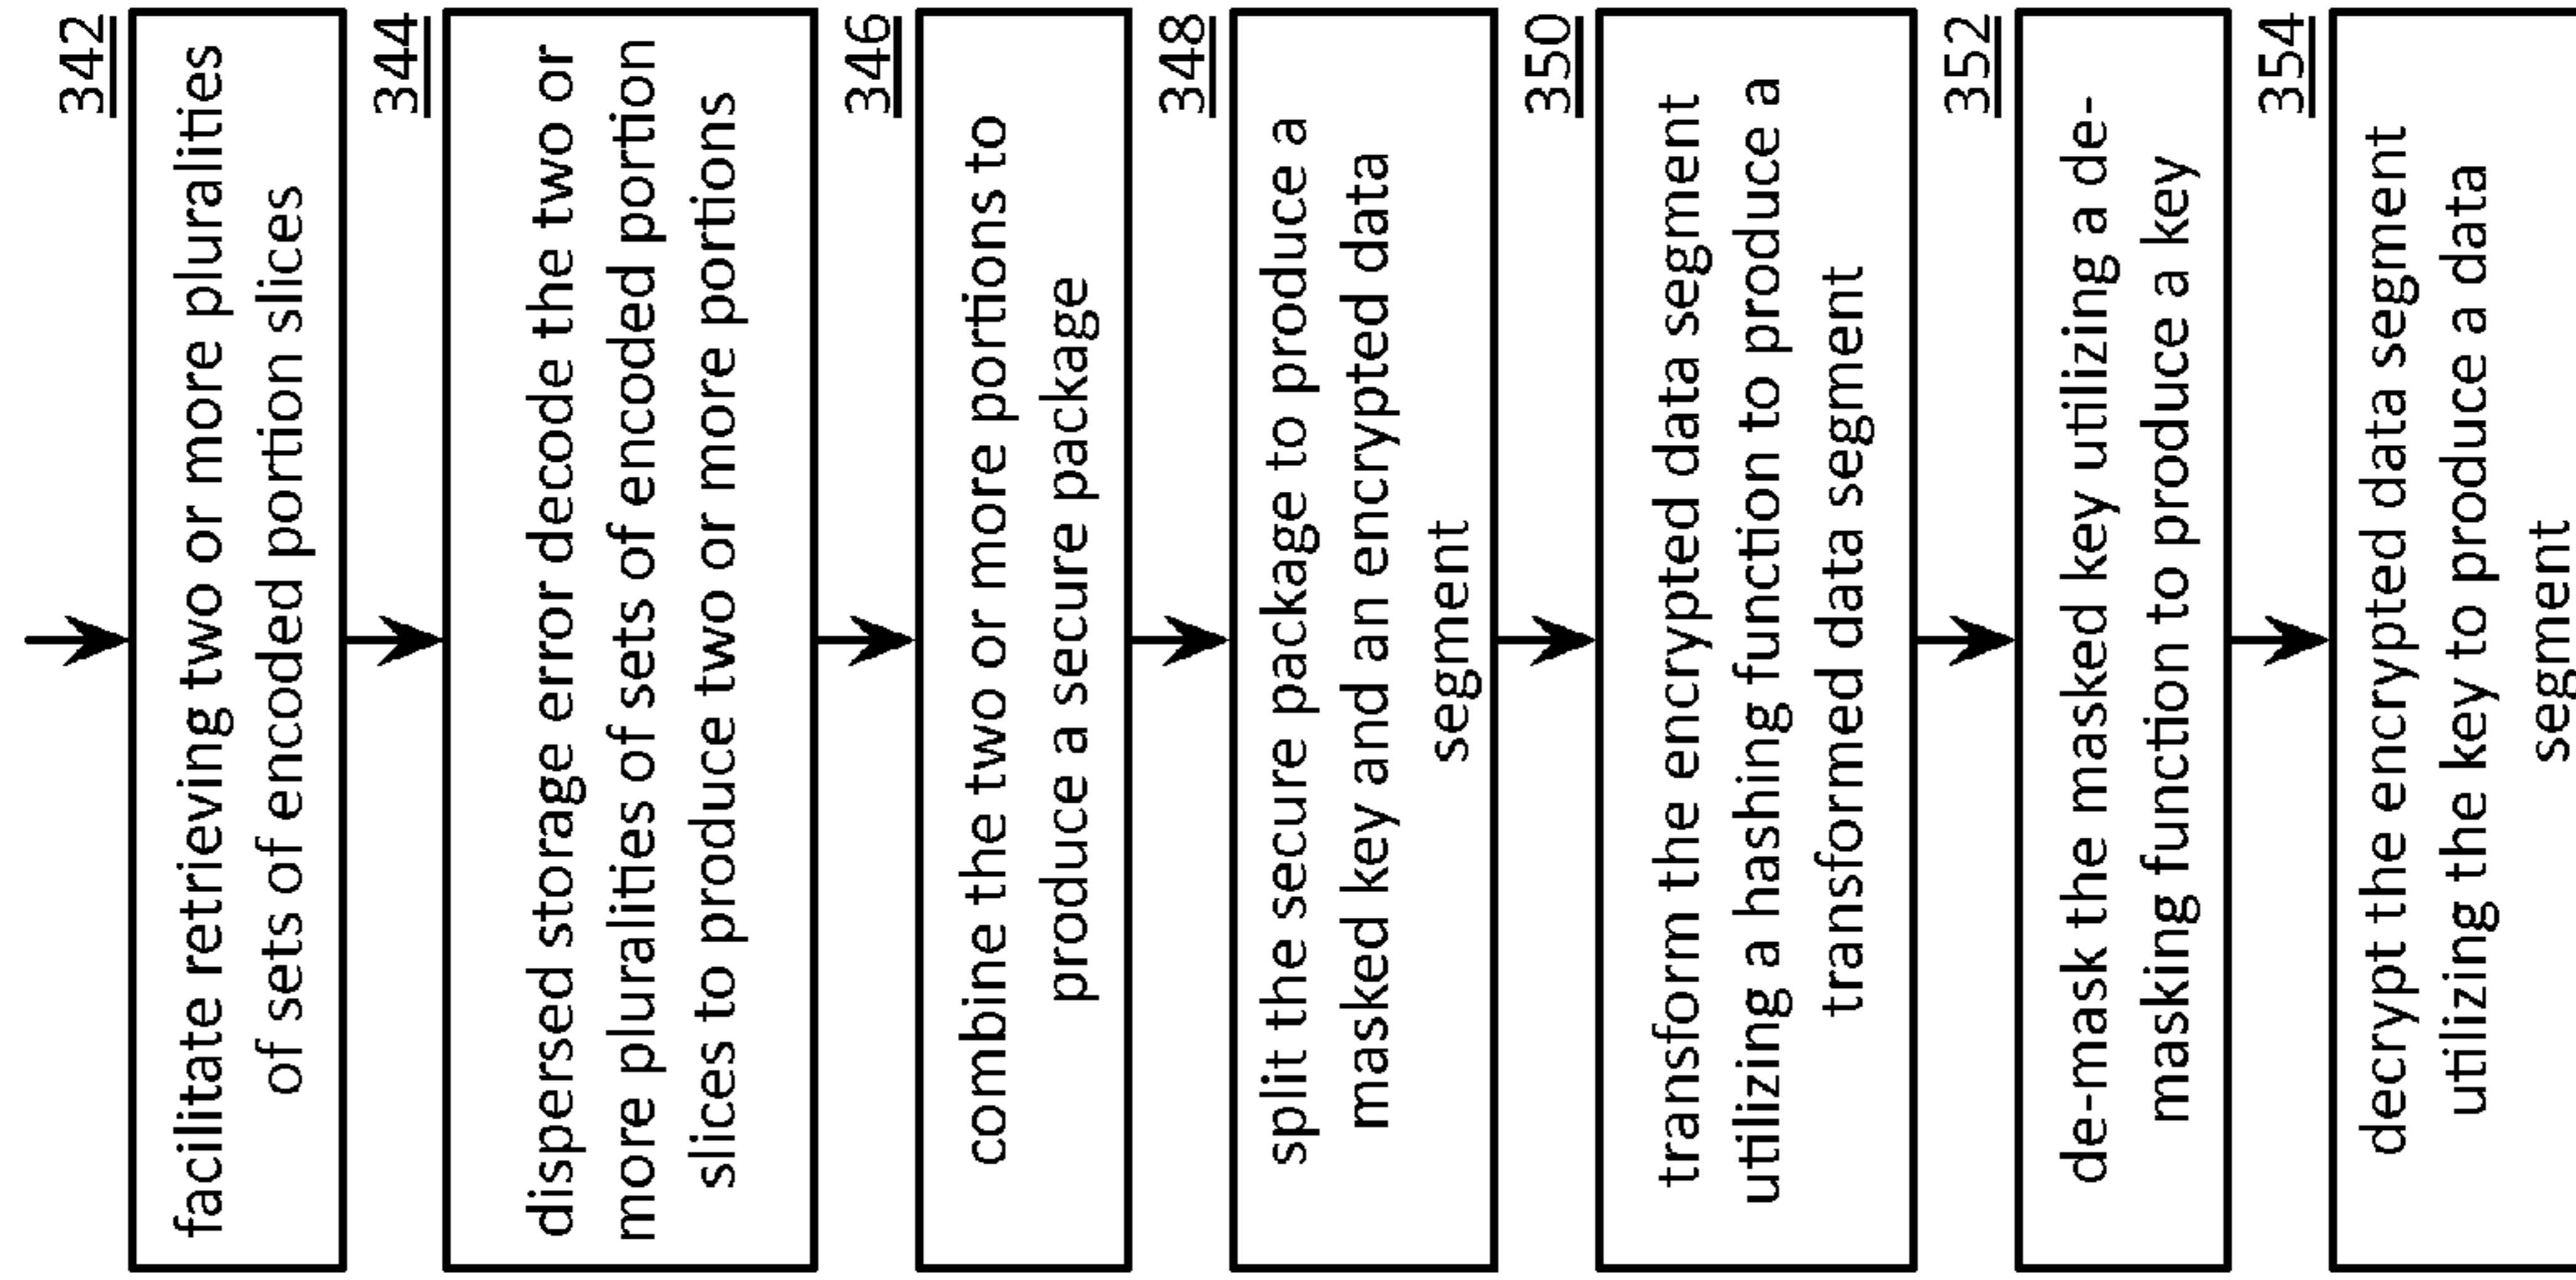 342
facilitate retrieving two or more pluralities
of sets of encoded portion slices
344
dispersed storage error decode the two or
more pluralities of sets of encoded portion
slices to produce two or more portions
346
combine the two or more portions to
produce a secure package
348
split the secure package to produce a
masked key and an encrypted data
segment
350
transform the encrypted data segment
utilizing a hashing function to produce a
transformed data segment
352
de-mask the masked key utilizing a de-
masking function to produce a key
354
decrypt the encrypted data segment
utilizing the key to produce a data
segment